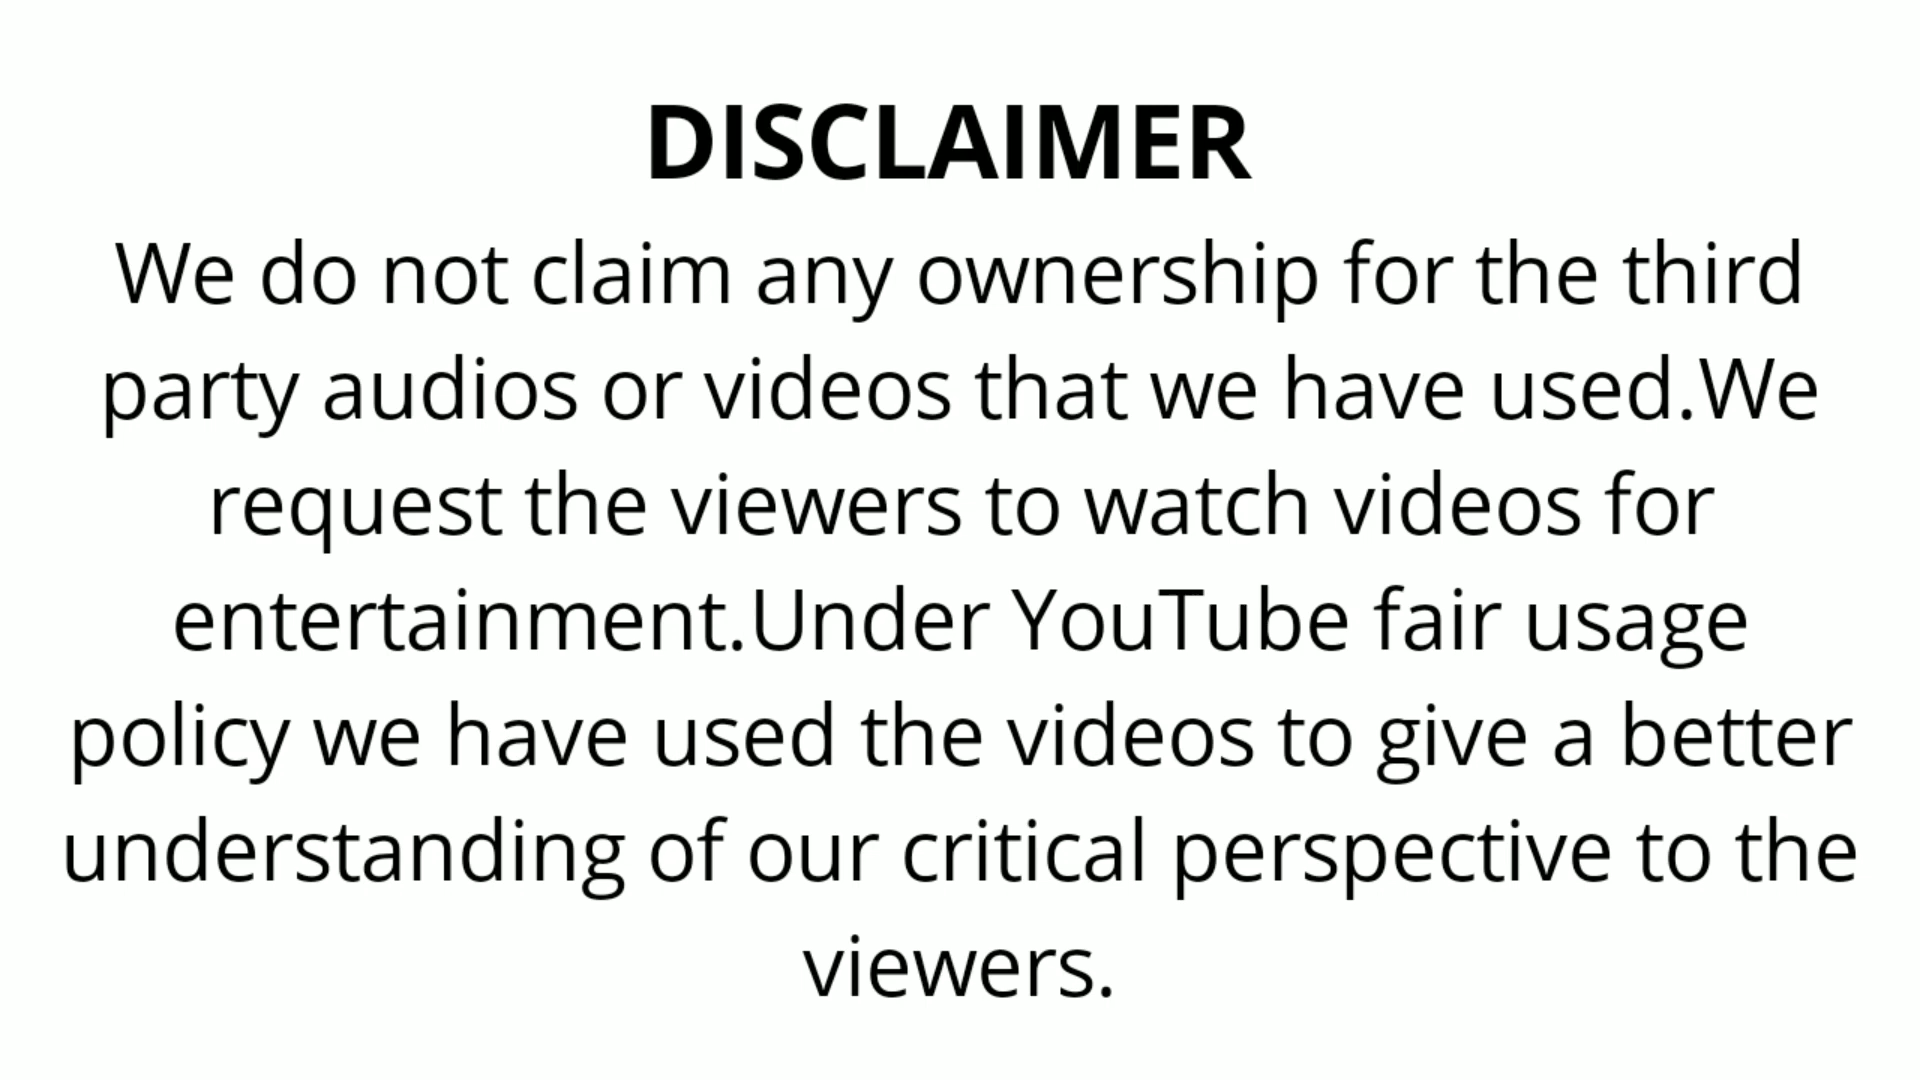 DISCLAIMER
We do not claim any ownership for the third
party audios or videos that we have used.We
request the viewers to watch videos for
entertainment.Under YouTube fair usage
policy we have used the videos to give a better
understanding of our critical perspective to the
viewers.